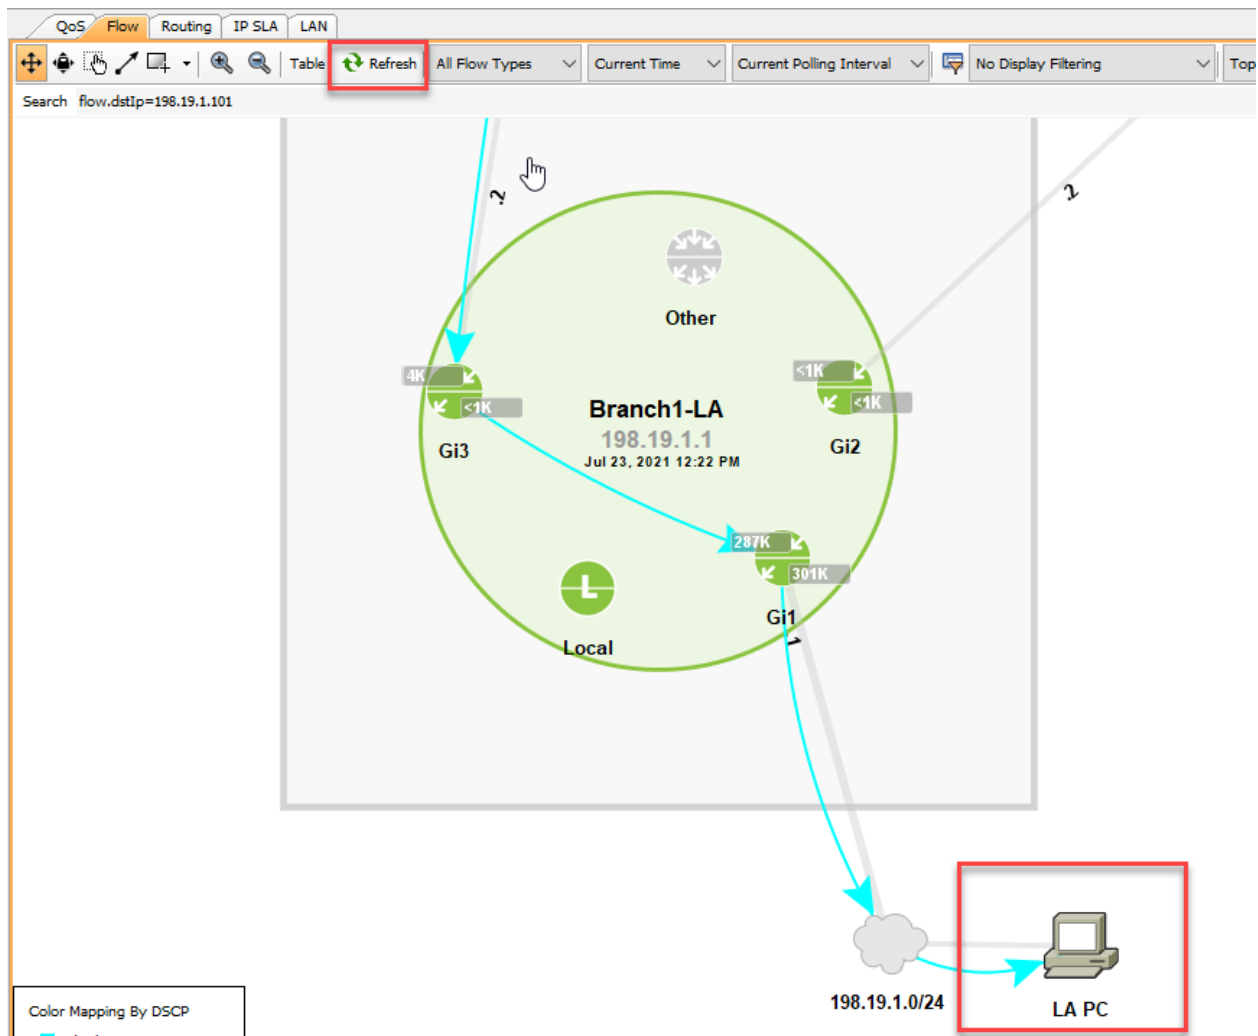 QoS Flow Routing IP SLA LAN
Table Refresh All Flow Types Current Time Current Polling Interval No Display Filtering Top
Search flow.dstIp=198.19.1.101
.2
.2
Other
4K
<1K
<1K
<1K
Branch1-LA
198.19.1.1
Jul 23, 2021 12:22 PM
Gi3
Gi2
287K
301K
L
Gi1
.1
Local
198.19.1.0/24
LA PC
Color Mapping By DSCP